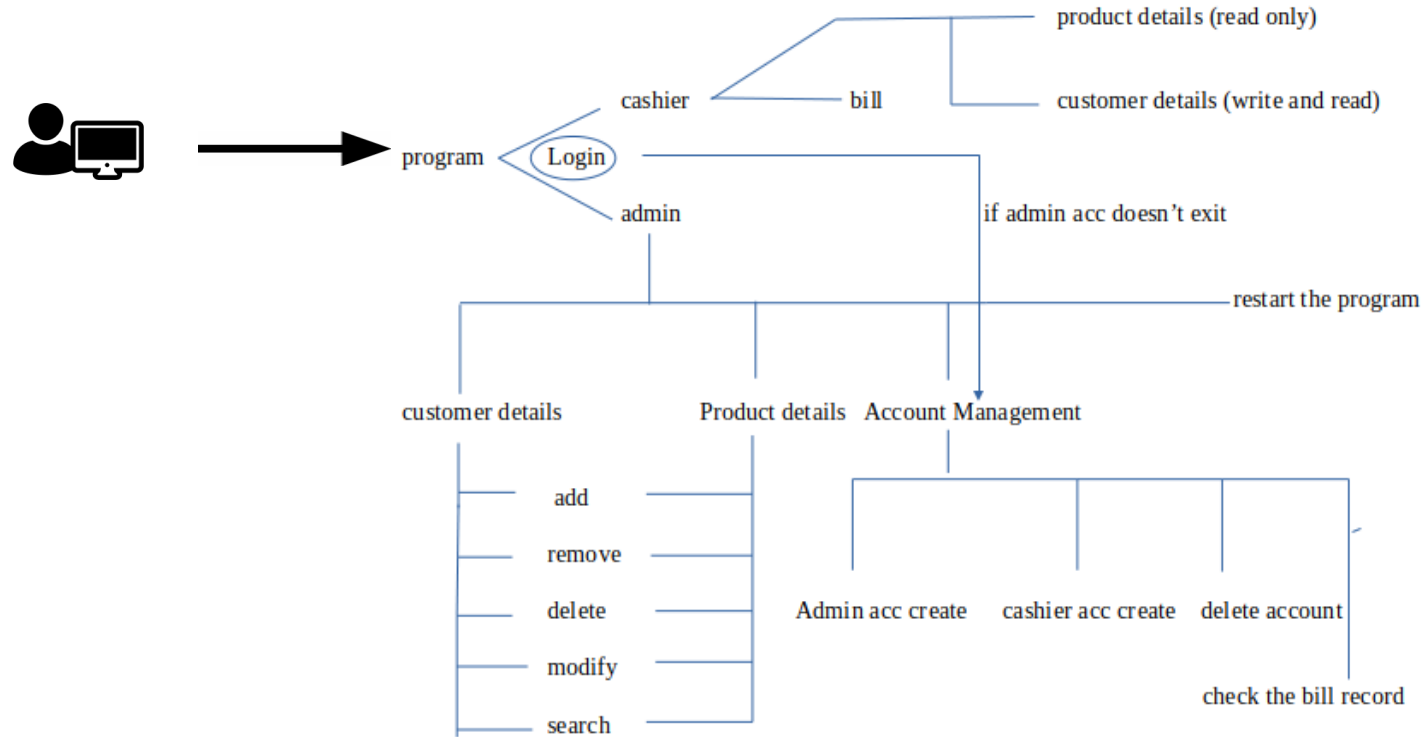 product details (read only)
cashier
bill
customer details (write and read)
program
Login
admin
if admin acc doesn’t exit
restart the program
customer details
Product details
Account Management
add
remove
delete
modify
search
Admin acc create
cashier acc create
delete account
check the bill record